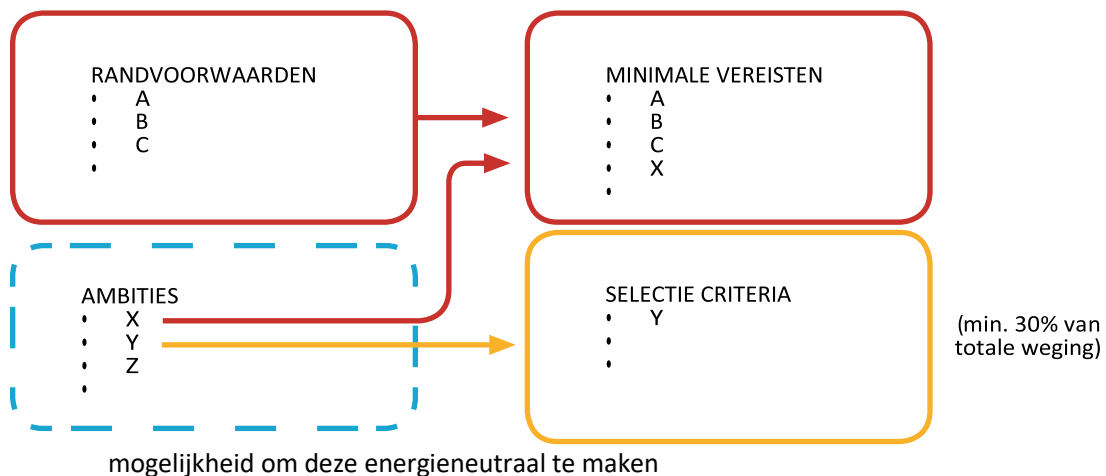 RANDVOORWAARDEN
• A
• B
• C
•
MINIMALE VEREISTEN
• A
• B
• C
• X
•
AMBITIES
• X
• Y
• Z
•
SELECTIE CRITERIA
• Y
•
•
(min. 30% van
totale weging)
mogelijkheid om deze energieneutraal te maken